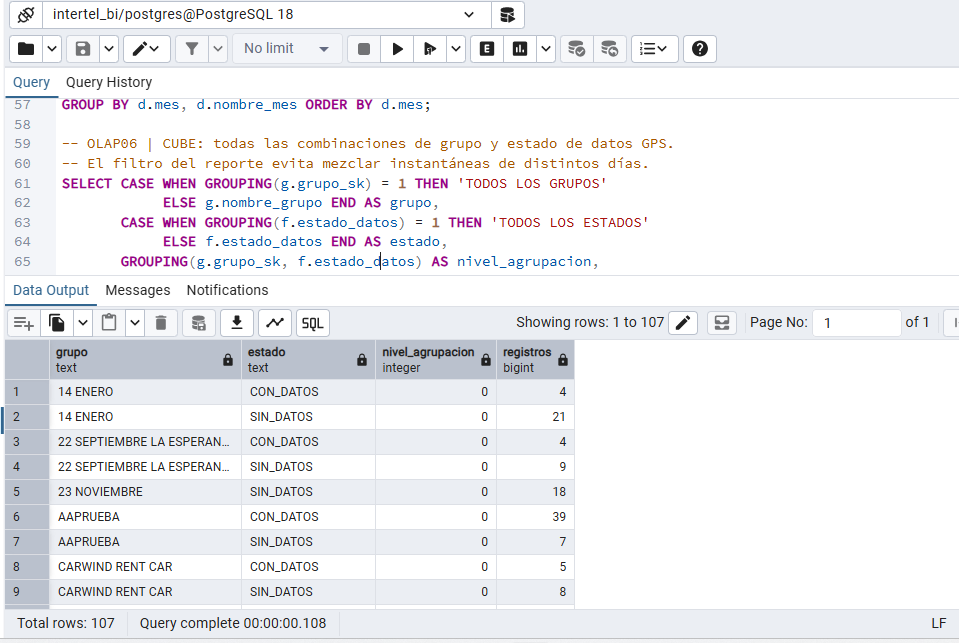 intertel_bi/postgres@PostgreSQL 18
No limit
E
Query Query History
57 GROUP BY d.mes, d.nombre_mes ORDER BY d.mes;
58
59 -- OLAP06 | CUBE: todas las combinaciones de grupo y estado de datos GPS.
60 -- El filtro del reporte evita mezclar instantáneas de distintos días.
61 SELECT CASE WHEN GROUPING(g.grupo_sk) = 1 THEN 'TODOS LOS GRUPOS'
62 ELSE g.nombre_grupo END AS grupo,
63 CASE WHEN GROUPING(f.estado_datos) = 1 THEN 'TODOS LOS ESTADOS'
64 ELSE f.estado_datos END AS estado,
65 GROUPING(g.grupo_sk, f.estado_datos) AS nivel_agrupacion,
Data Output Messages Notifications
SQL Showing rows: 1 to 107 Page No: 1 of 1
grupo estado nivel_agrupacion registros
text text integer bigint
1 14 ENERO CON_DATOS 0 4
2 14 ENERO SIN_DATOS 0 21
3 22 SEPTIEMBRE LA ESPERAN... CON_DATOS 0 4
4 22 SEPTIEMBRE LA ESPERAN... SIN_DATOS 0 9
5 23 NOVIEMBRE SIN_DATOS 0 18
6 AAPRUEBA CON_DATOS 0 39
7 AAPRUEBA SIN_DATOS 0 7
8 CARWIND RENT CAR CON_DATOS 0 5
9 CARWIND RENT CAR SIN_DATOS 0 8
Total rows: 107 Query complete 00:00:00.108 LF